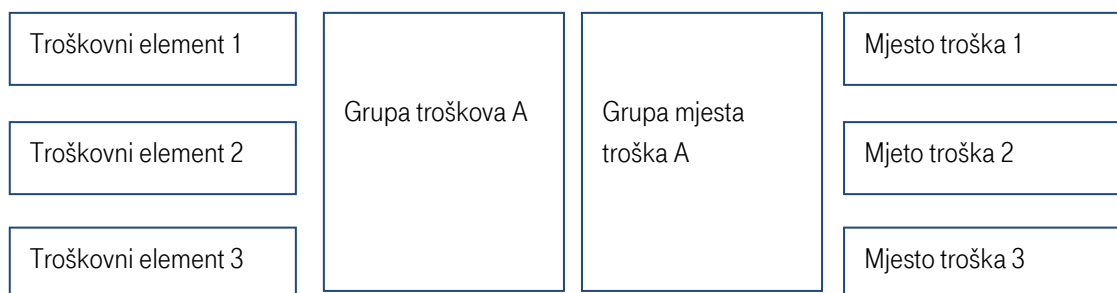 Troškovni element 1
Troškovni element 2
Troškovni element 3
Grupa troškova A
Grupa mjesta
troška A
Mjesto troška 1
Mjeto troška 2
Mjesto troška 3